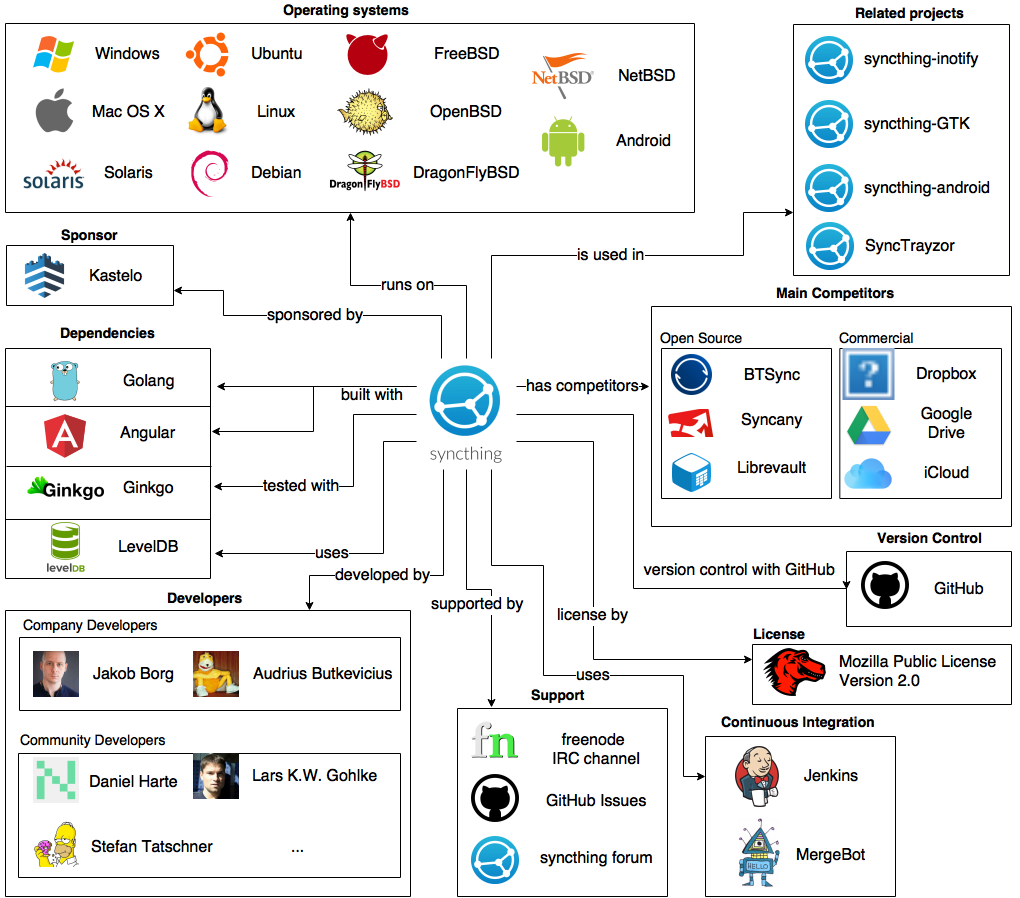 Operating systems
Windows
Ubuntu
FreeBSD
NetBSD
NetBSD
Mac OS X
Linux
OpenBSD
Android
SOLARIS
Solaris
Debian
DragonFlyBSD
DragonFlyBSD
Related projects
syncthing-inotify
syncthing-GTK
syncthing-android
SyncTrayzor
is used in
runs on
Sponsor
Kastelo
sponsored by
Dependencies
Golang
Angular
Ginkgo
Ginkgo
levelDB
LevelDB
built with
tested with
uses
syncthing
Main Competitors
has competitors
Open Source
BTSync
Syncany
Librevault
Commercial
?
Dropbox
Google
Drive
iCloud
Version Control
version control with GitHub
GitHub
developed by
Developers
Company Developers
Jakob Borg
Audrius Butkevicius
Community Developers
Daniel Harte
Lars K.W. Gohlke
Stefan Tatschner
...
supported by
Support
fn
freenode
IRC channel
GitHub Issues
syncthing forum
license by
License
Mozilla Public License
Version 2.0
uses
Continuous Integration
Jenkins
HELLO
MergeBot